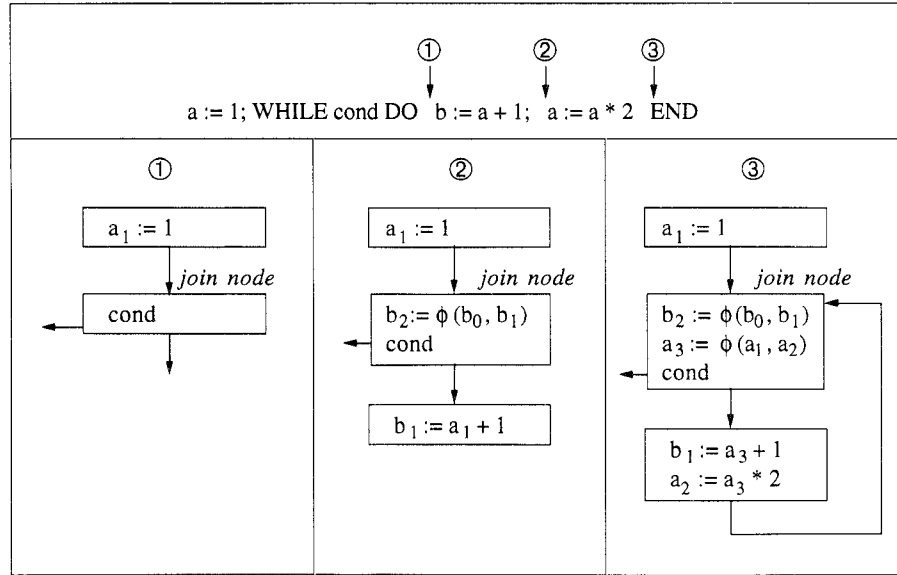 ① ② ③
a := 1; WHILE cond DO b := a + 1; a := a * 2 END
①
a₁ := 1
join node
cond
②
a₁ := 1
join node
b₂ := ϕ (b₀, b₁)
cond
b₁ := a₁ + 1
③
a₁ := 1
join node
b₂ := ϕ (b₀, b₁)
a₃ := ϕ (a₁, a₂)
cond
b₁ := a₃ + 1
a₂ := a₃ * 2